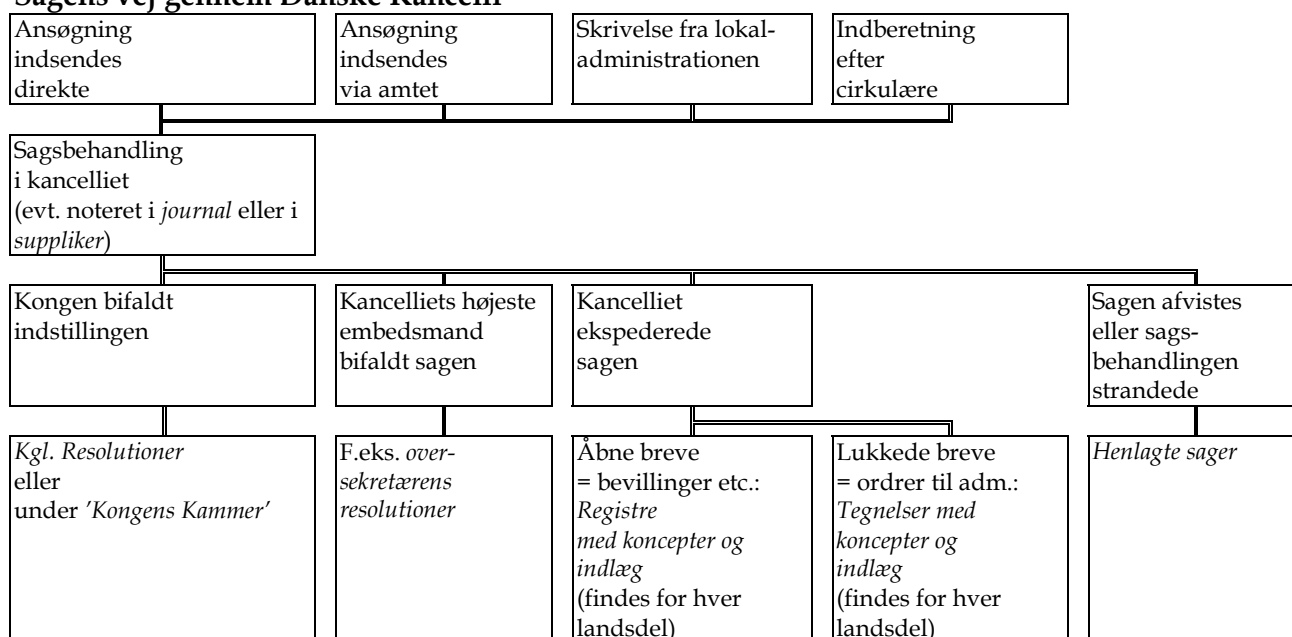 Sagens vej gennem Danske Kancelli
Ansøgning
indsendes
direkte
Ansøgning
indsendes
via amtet
Skrivelse fra lokal-
administrationen
Indberetning
efter
cirkulære
Sagsbehandling
i kancelliet
(evt. noteret i journal eller i
suppliker)
Kongen bifaldt
indstillingen
Kancelliets højeste
embedsmand
bifaldt sagen
Kancelliet
ekspederede
sagen
Sagen afvistes
eller sags-
behandlingen
strandede
Kgl. Resolutioner
eller
under ’Kongens Kammer’
F.eks. over-
sekretærens
resolutioner
Åbne breve
= bevillinger etc.:
Registre
med koncepter og
indlæg
(findes for hver
landsdel)
Lukkede breve
= ordrer til adm.:
Tegnelser med
koncepter og
indlæg
(findes for hver
landsdel)
Henlagte sager